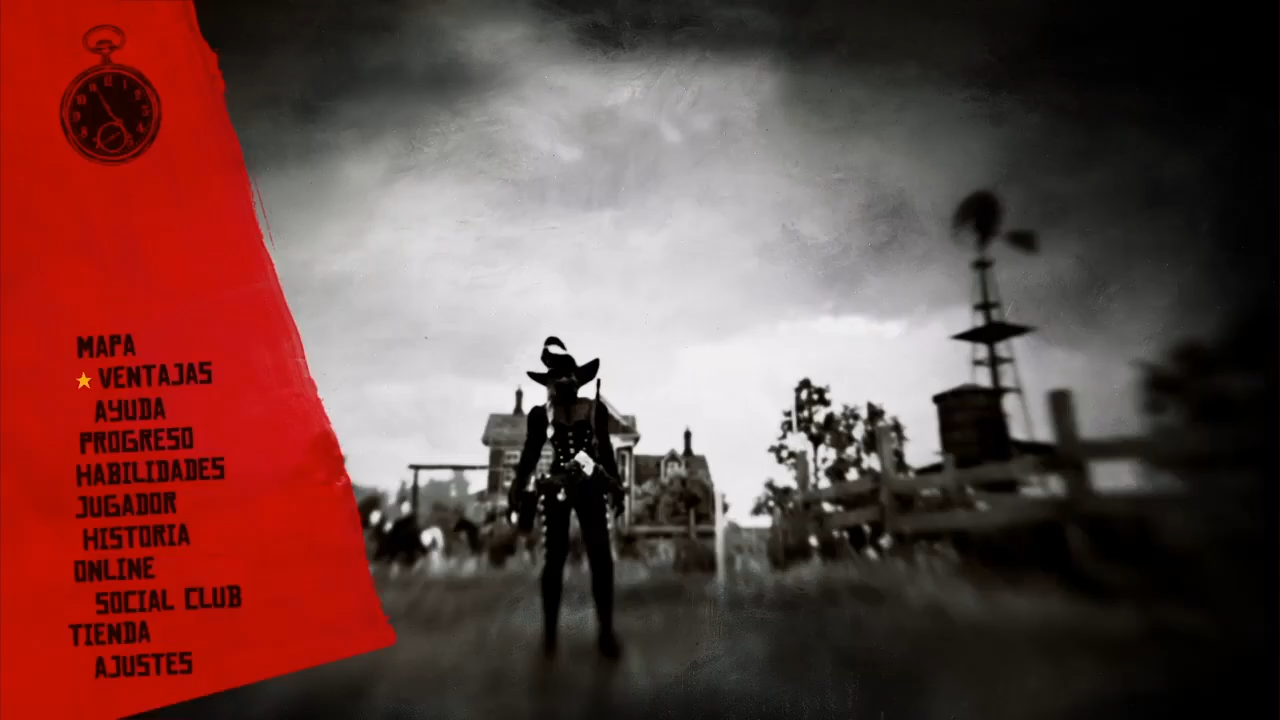 MAPA
VENTAJAS
AYUDA
PROGRESO
HABILIDADES
JUGADOR
HISTORIA
ONLINE
SOCIAL CLUB
TIENDA
AJUSTES